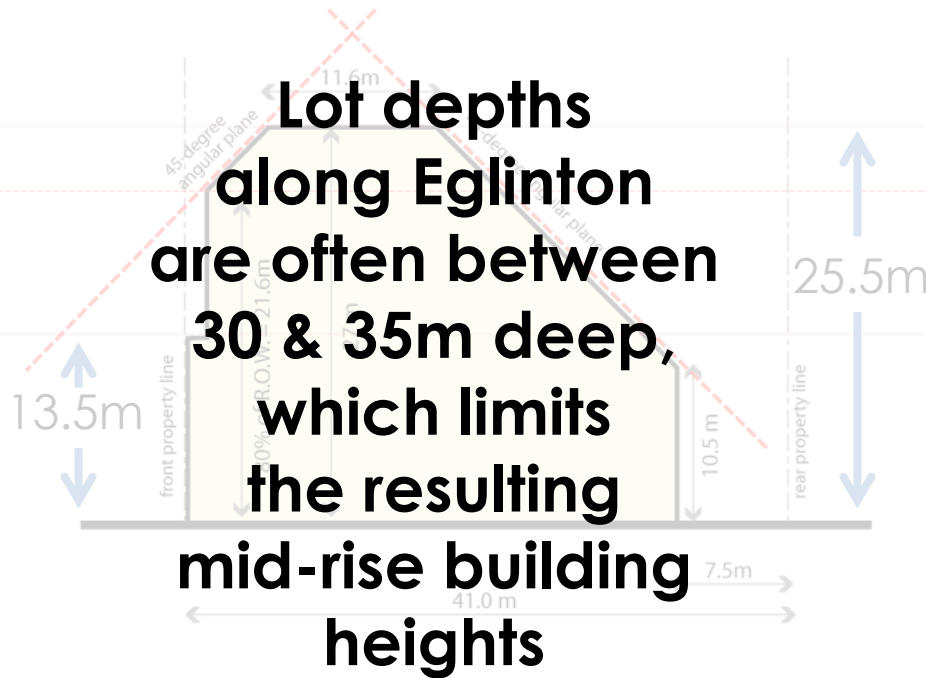 Lot depths
along Eglinton
are often between
30 & 35m deep,
which limits
the resulting
mid-rise building
heights
11.6m
45-degree
angular plane
25.5m
13.5m
front property line
10.5 m
rear property line
7.5m
41.0 m